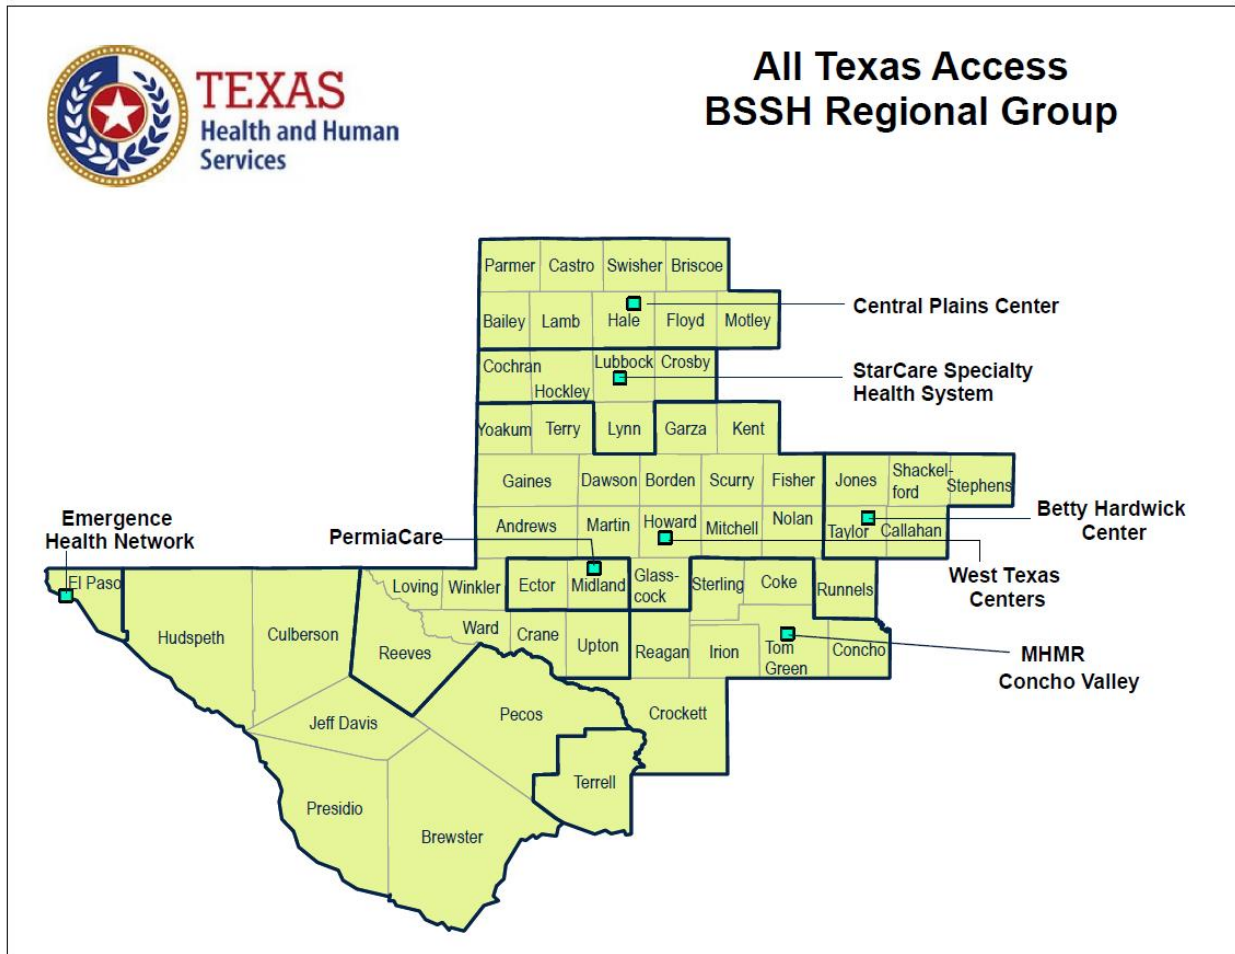 TEXAS
Health and Human
Services
All Texas Access
BSSH Regional Group
Parmer Castro Swisher Briscoe
Bailey Lamb Hale Floyd Motley
Central Plains Center
Cochran Hockley Lubbock Crosby
StarCare Specialty
Health System
Yoakum Terry Lynn Garza Kent
Gaines Dawson Borden Scurry Fisher Jones Shackel-
ford Stephens
Andrews Martin Howard Mitchell Nolan Taylor Callahan
Betty Hardwick
Center
Emergence
Health Network
PermiaCare
West Texas
Centers
El Paso Hudspeth Culberson
Loving Winkler Ector Midland Glass-
cock Sterling Coke Runnels
Reeves Ward Crane Upton Reagan Irion Tom
Green Concho
MHMR
Concho Valley
Jeff Davis Pecos Crockett
Presidio Brewster Terrell